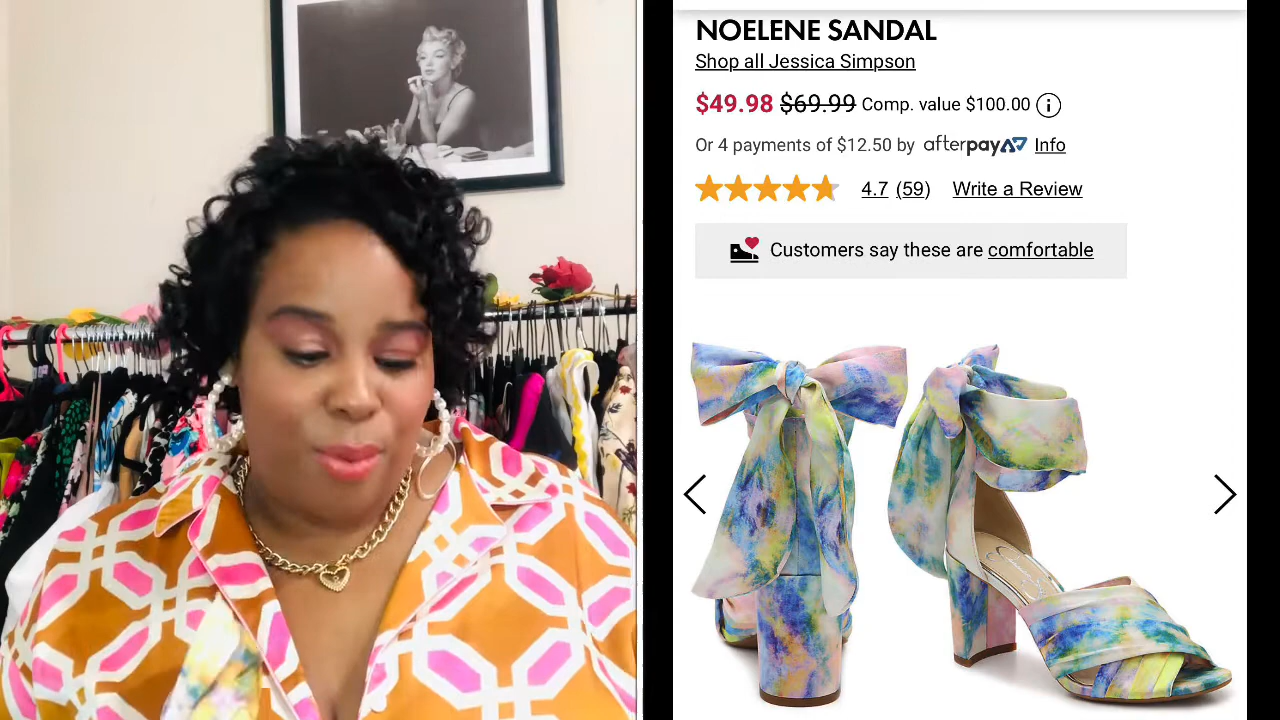 NOELENE SANDAL
Shop all Jessica Simpson
$49.98 $69.99 Comp. value $100.00 i
Or 4 payments of $12.50 by afterpay Info
4.7 (59) Write a Review
Customers say these are comfortable